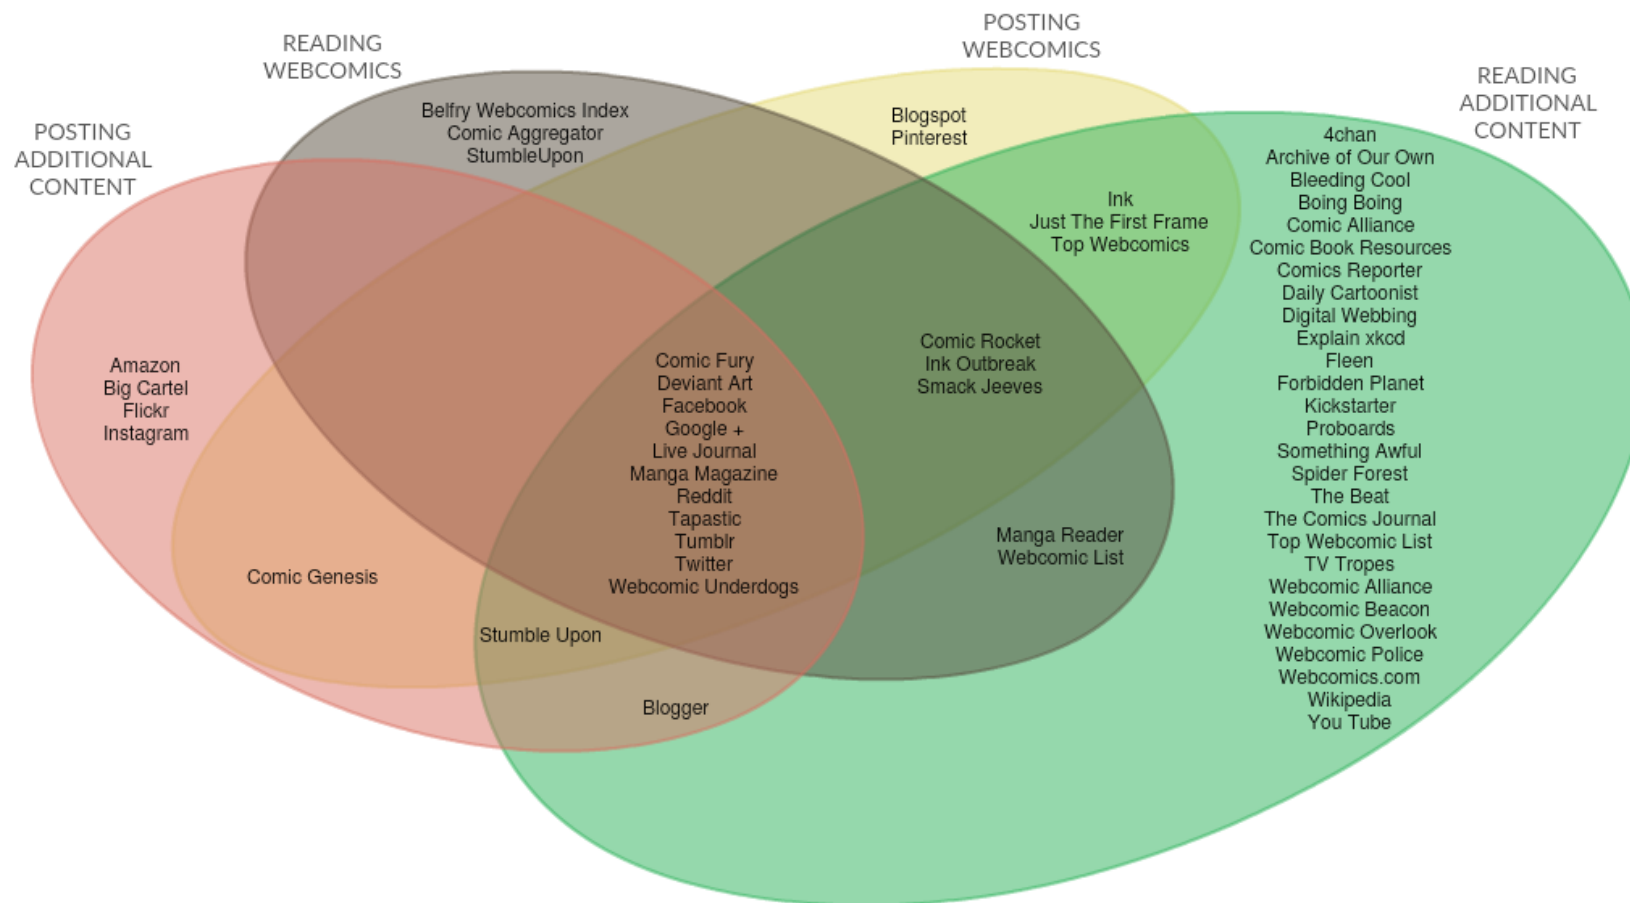 POSTING
WEBCOMICS
READING
WEBCOMICS
READING
ADDITIONAL
CONTENT
POSTING
ADDITIONAL
CONTENT
Belfry Webcomics Index
Comic Aggregator
StumbleUpon
Blogspot
Pinterest
Ink
Just The First Frame
Top Webcomics
4chan
Archive of Our Own
Bleeding Cool
Boing Boing
Comic Alliance
Comic Book Resources
Comics Reporter
Daily Cartoonist
Digital Webbing
Explain xkcd
Fleen
Forbidden Planet
Kickstarter
Proboards
Something Awful
Spider Forest
The Beat
The Comics Journal
Top Webcomic List
TV Tropes
Webcomic Alliance
Webcomic Beacon
Webcomic Overlook
Webcomic Police
Webcomics.com
Wikipedia
You Tube
Amazon
Big Cartel
Flickr
Instagram
Comic Fury
Deviant Art
Facebook
Google +
Live Journal
Manga Magazine
Reddit
Tapastic
Tumblr
Twitter
Webcomic Underdogs
Comic Rocket
Ink Outbreak
Smack Jeeves
Manga Reader
Webcomic List
Comic Genesis
Stumble Upon
Blogger